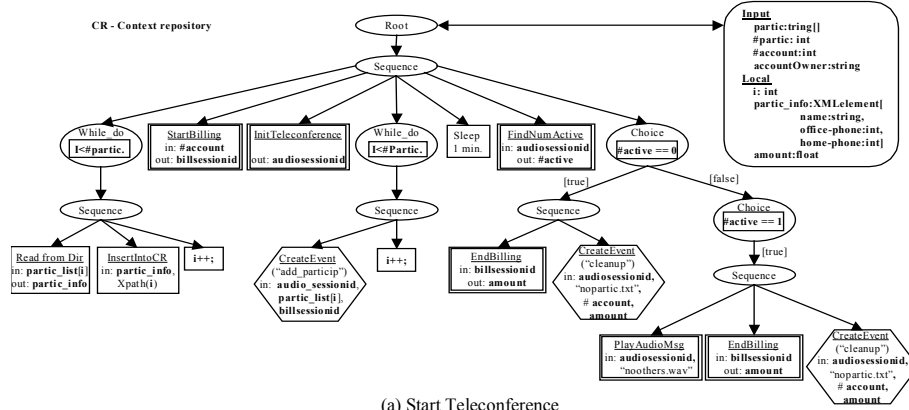 CR - Context repository
Root
Input
partic:tring[]
#partic: int
#account:int
accountOwner:string
Local
i: int
partic_info:XMLelement[
name:string,
office-phone:int,
home-phone:int]
amount:float
Sequence
While_do
I<#partic.
StartBilling
in: #account
out: billsessionid
InitTeleconference
out: audiosessionid
While_do
I<#Partic.
Sleep
1 min.
FindNumActive
in: audiosessionid
out: #active
Choice
#active == 0
[true]
[false]
Sequence
Read from Dir
in: partic_list[i]
out: partic_info
InsertIntoCR
in: partic_info,
Xpath(i)
i++;
Sequence
CreateEvent
("add_particip")
in: audio_sessionid,
partic_list[i],
billsessionid
i++;
Sequence
EndBilling
in: billsessionid
out: amount
CreateEvent
("cleanup")
in: audiosessionid,
"nopartic.txt",
# account,
amount
Choice
#active == 1
[true]
Sequence
PlayAudioMsg
in: audiosessionid,
"noothers.wav"
EndBilling
in: billsessionid
out: amount
CreateEvent
("cleanup")
in: audiosessionid,
"nopartic.txt",
# account,
amount
(a) Start Teleconference